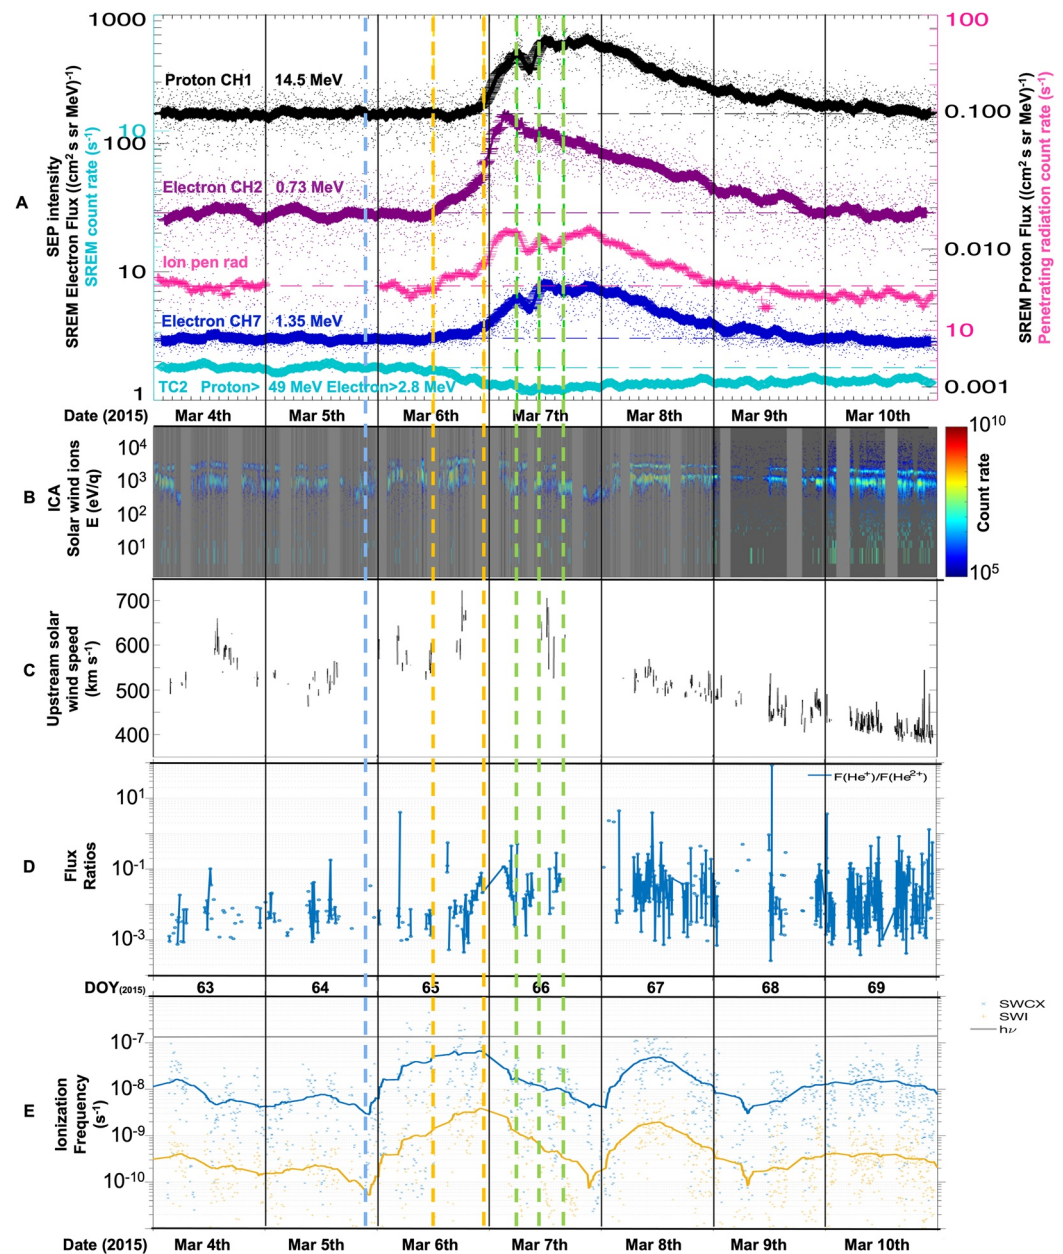 1000
10
100
10
1
A
SEP intensity
SREM Electron Flux ((cm² s sr MeV)⁻¹
SREM count rate (s⁻¹)
Proton CH1 14.5 MeV
Electron CH2 0.73 MeV
Ion pen rad
Electron CH7 1.35 MeV
TC2 Proton> 49 MeV Electron>2.8 MeV
100
0.100
0.010
10
0.001
SREM Proton Flux ((cm² s sr MeV)⁻¹
Penetrating radiation count rate (s⁻¹)
Date (2015) Mar 4th Mar 5th Mar 6th Mar 7th Mar 8th Mar 9th Mar 10th
B
ICA
Solar wind ions
E (eV/q)
10⁴
10³
10²
10¹
10¹⁰
Count rate
10⁵
C
Upstream solar
wind speed
(km s⁻¹)
700
600
500
400
D
Flux
Ratios
10¹
10⁻¹
10⁻³
F(He⁺)/F(He²⁺)
DOY(2015) 63 64 65 66 67 68 69
E
Ionization
Frequency
(s⁻¹)
10⁻⁷
10⁻⁸
10⁻⁹
10⁻¹⁰
SWCX
SWI
hν
Date (2015) Mar 4th Mar 5th Mar 6th Mar 7th Mar 8th Mar 9th Mar 10th